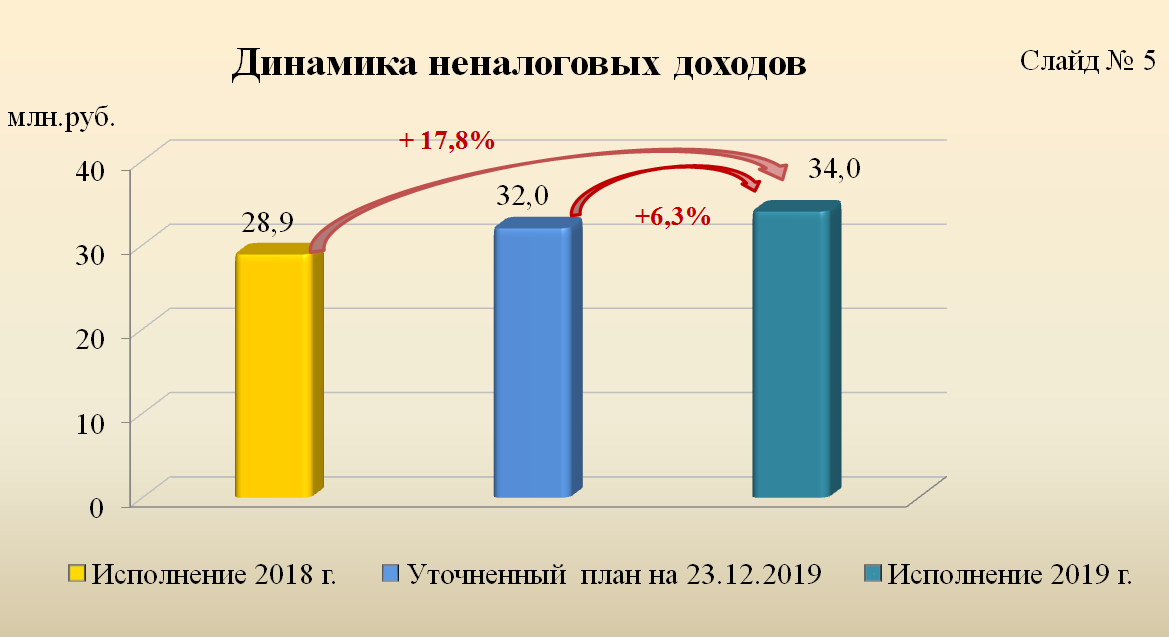 Динамика неналоговых доходов
Слайд № 5
млн.руб.
+ 17,8%
40
34,0
32,0
28,9
+6,3%
30
20
10
0
Исполнение 2018 г.
Уточненный план на 23.12.2019
Исполнение 2019 г.